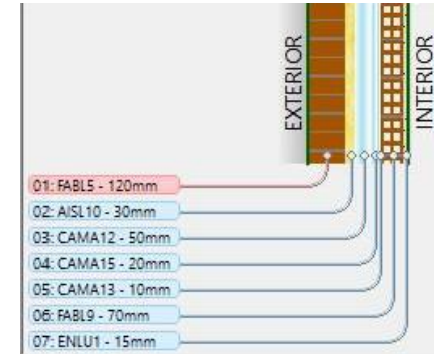 EXTERIOR
INTERIOR
01: FABL5 - 120mm
02: AISL10 - 30mm
03: CAMA12 - 50mm
04: CAMA15 - 20mm
05: CAMA13 - 10mm
06: FABL9 - 70mm
07: ENLU1 - 15mm